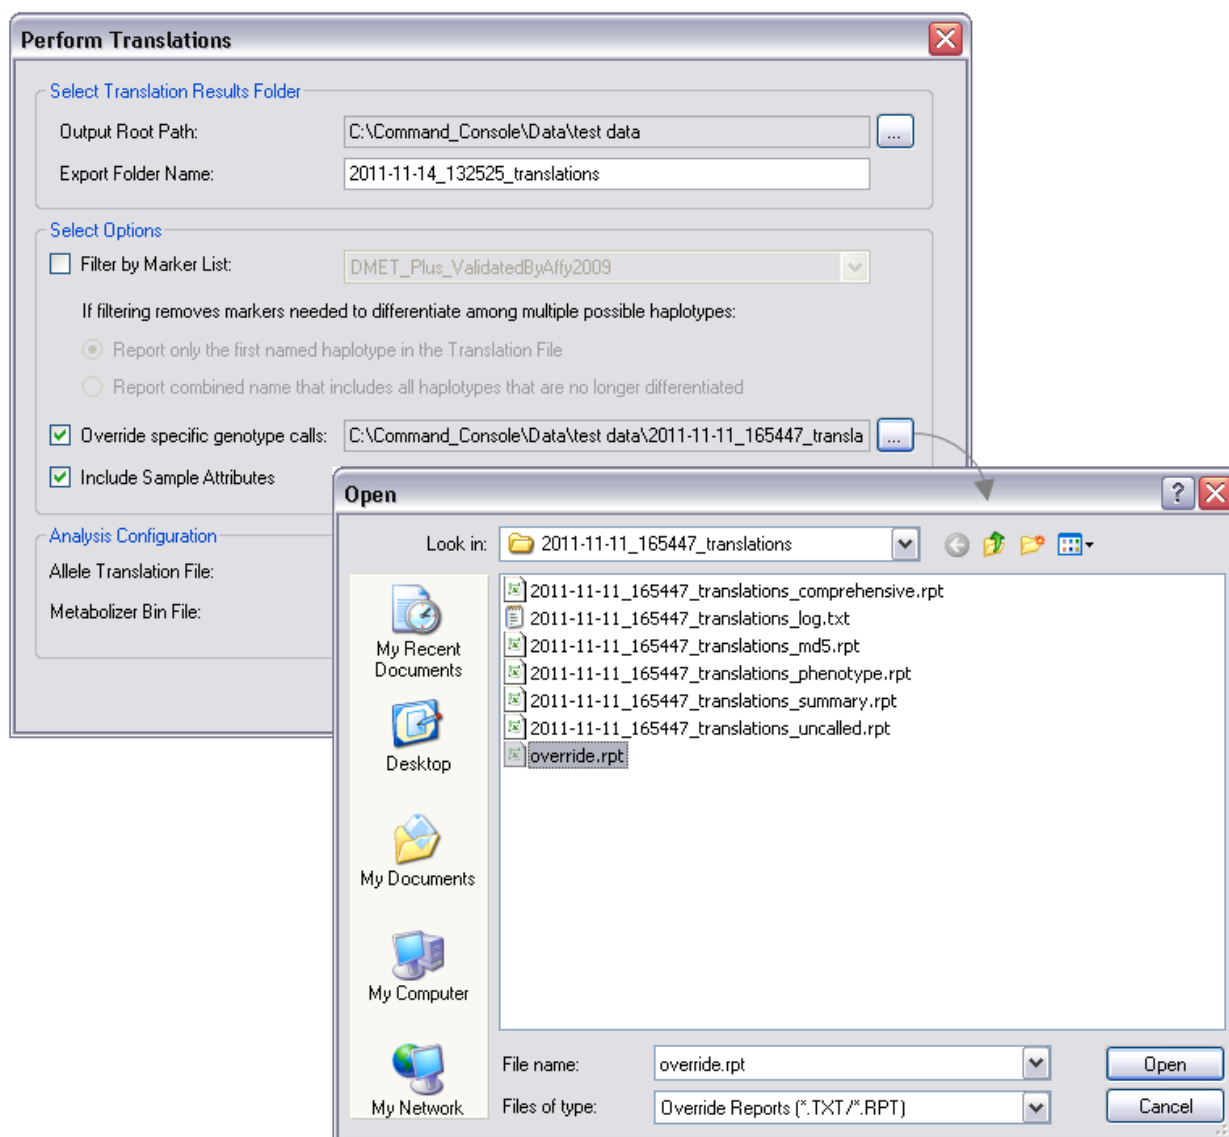 Perform Translations
Select Translation Results Folder
Output Root Path:
C:\Command_Console\Data\test data
...
Export Folder Name:
2011-11-14_132525_translations
Select Options
Filter by Marker List:
DMET_Plus_ValidatedByAffy2009
If filtering removes markers needed to differentiate among multiple possible haplotypes:
Report only the first named haplotype in the Translation File
Report combined name that includes all haplotypes that are no longer differentiated
Override specific genotype calls:
C:\Command_Console\Data\test data\2011-11-11_165447_transla
...
Include Sample Attributes
Analysis Configuration
Allele Translation File:
Metabolizer Bin File:
Open
?
Look in:
2011-11-11_165447_translations
My Recent
Documents
Desktop
My Documents
My Computer
My Network
2011-11-11_165447_translations_comprehensive.rpt
2011-11-11_165447_translations_log.txt
2011-11-11_165447_translations_md5.rpt
2011-11-11_165447_translations_phenotype.rpt
2011-11-11_165447_translations_summary.rpt
2011-11-11_165447_translations_uncalled.rpt
override.rpt
File name:
override.rpt
Open
Files of type:
Override Reports (*.TXT/*.RPT)
Cancel